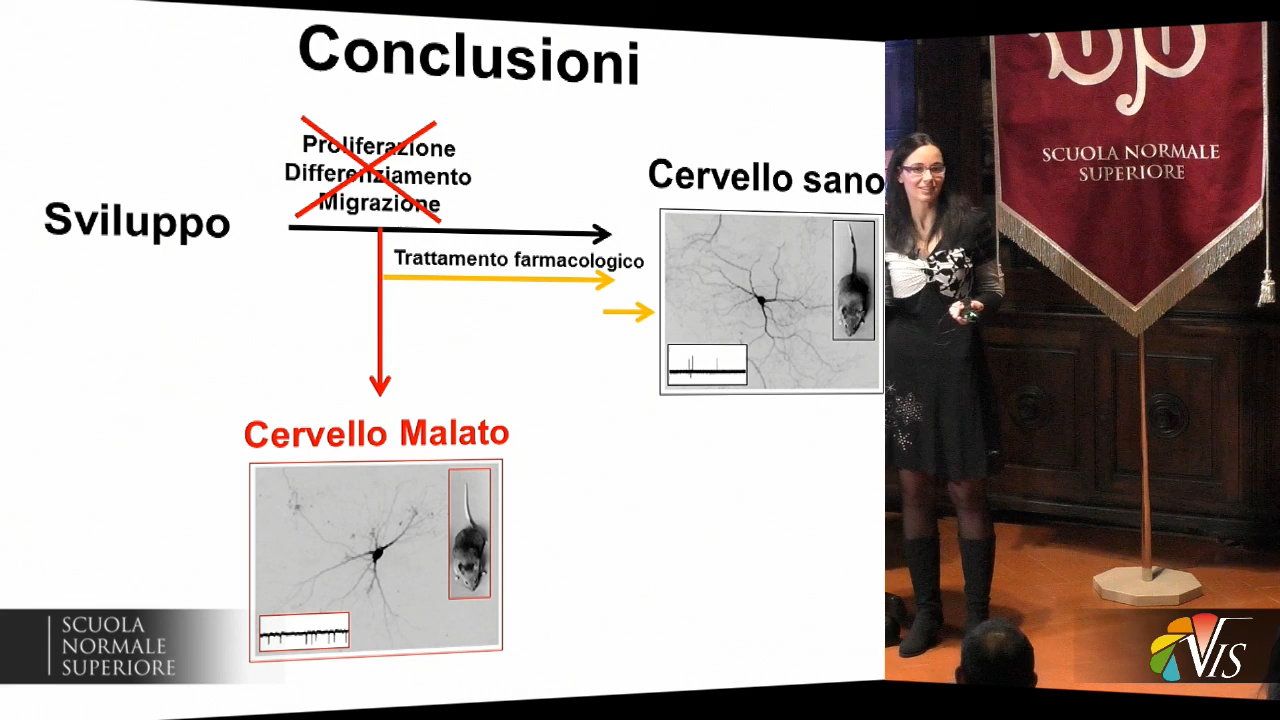 Conclusioni
Proliferazione
Differenziamento
Migrazione
Cervello sano
Sviluppo
Trattamento farmacologico
Cervello Malato
SCUOLA NORMALE
SUPERIORE
SCUOLA
NORMALE
SUPERIORE
VIS